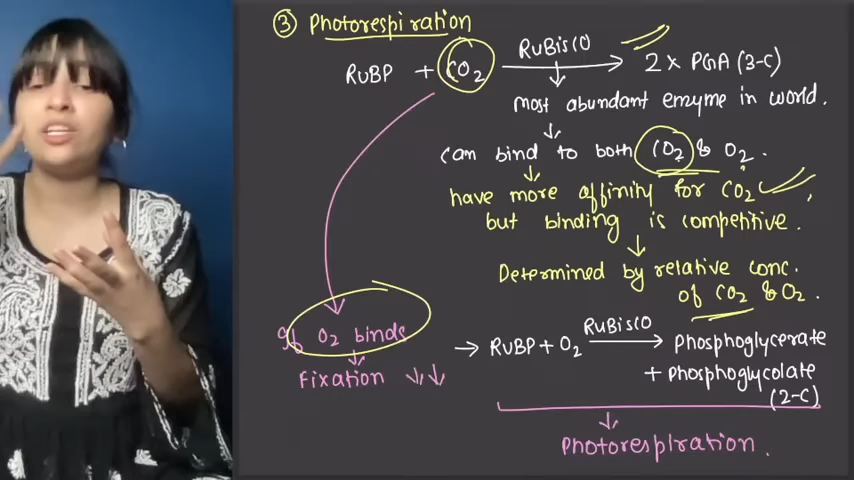 ③ Photorespiration
RuBP + CO₂ RuBisCO → 2 x PGA (3-C)
↓
most abundant enzyme in world.
↓
can bind to both CO₂ & O₂.
↓
have more affinity for CO₂
but binding is competitive.
↓
Determined by relative conc.
of CO₂ & O₂.
If O₂ binds
↓
Fixation ↓↓
→ RuBP + O₂ RuBisCO → phosphoglycerate
+ phosphoglycolate
(2-C)
↓
Photorespiration.